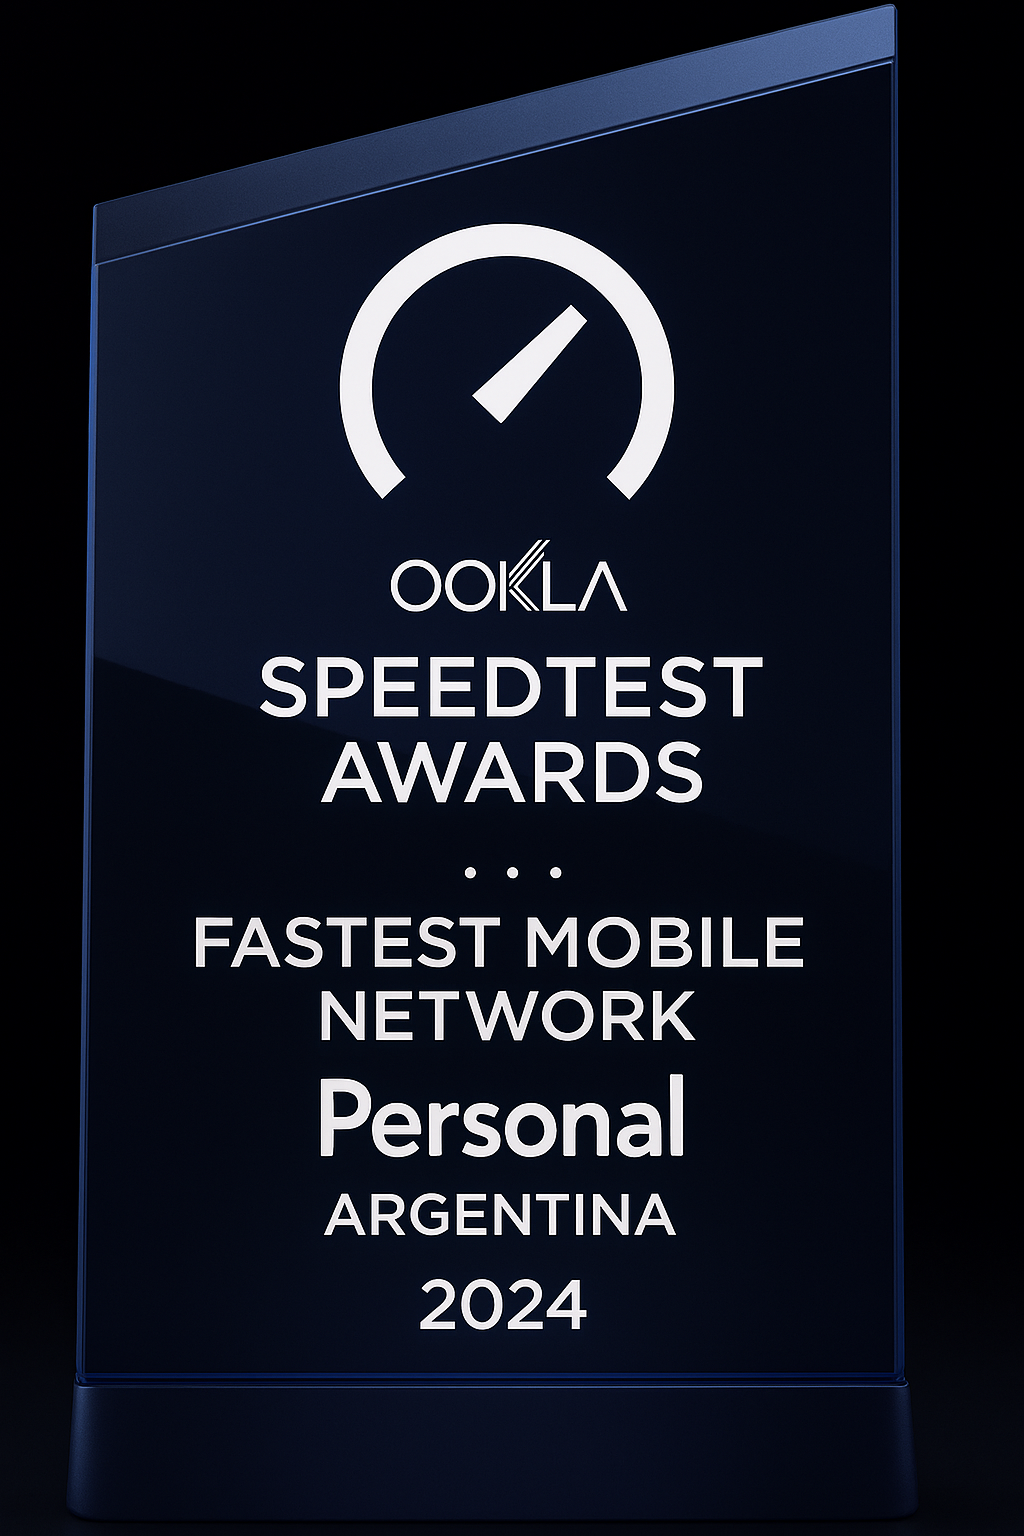 OOKLA
SPEEDTEST
AWARDS
...
FASTEST MOBILE
NETWORK
Personal
ARGENTINA
2024